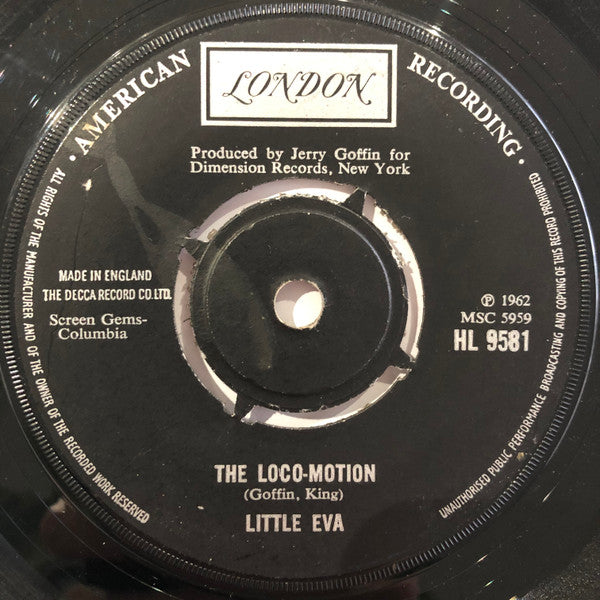 · AMERICAN RECORDING ·
LONDON
Produced by Jerry Goffin for
Dimension Records, New York
MADE IN ENGLAND
THE DECCA RECORD CO. LTD.
Screen Gems-
Columbia
℗ 1962
MSC 5959
HL 9581
THE LOCO-MOTION
(Goffin, King)
LITTLE EVA
ALL RIGHTS OF THE MANUFACTURER AND OF THE OWNER OF THE RECORDED WORK RESERVED
UNAUTHORISED PUBLIC PERFORMANCE BROADCASTING AND COPYING OF THIS RECORD PROHIBITED